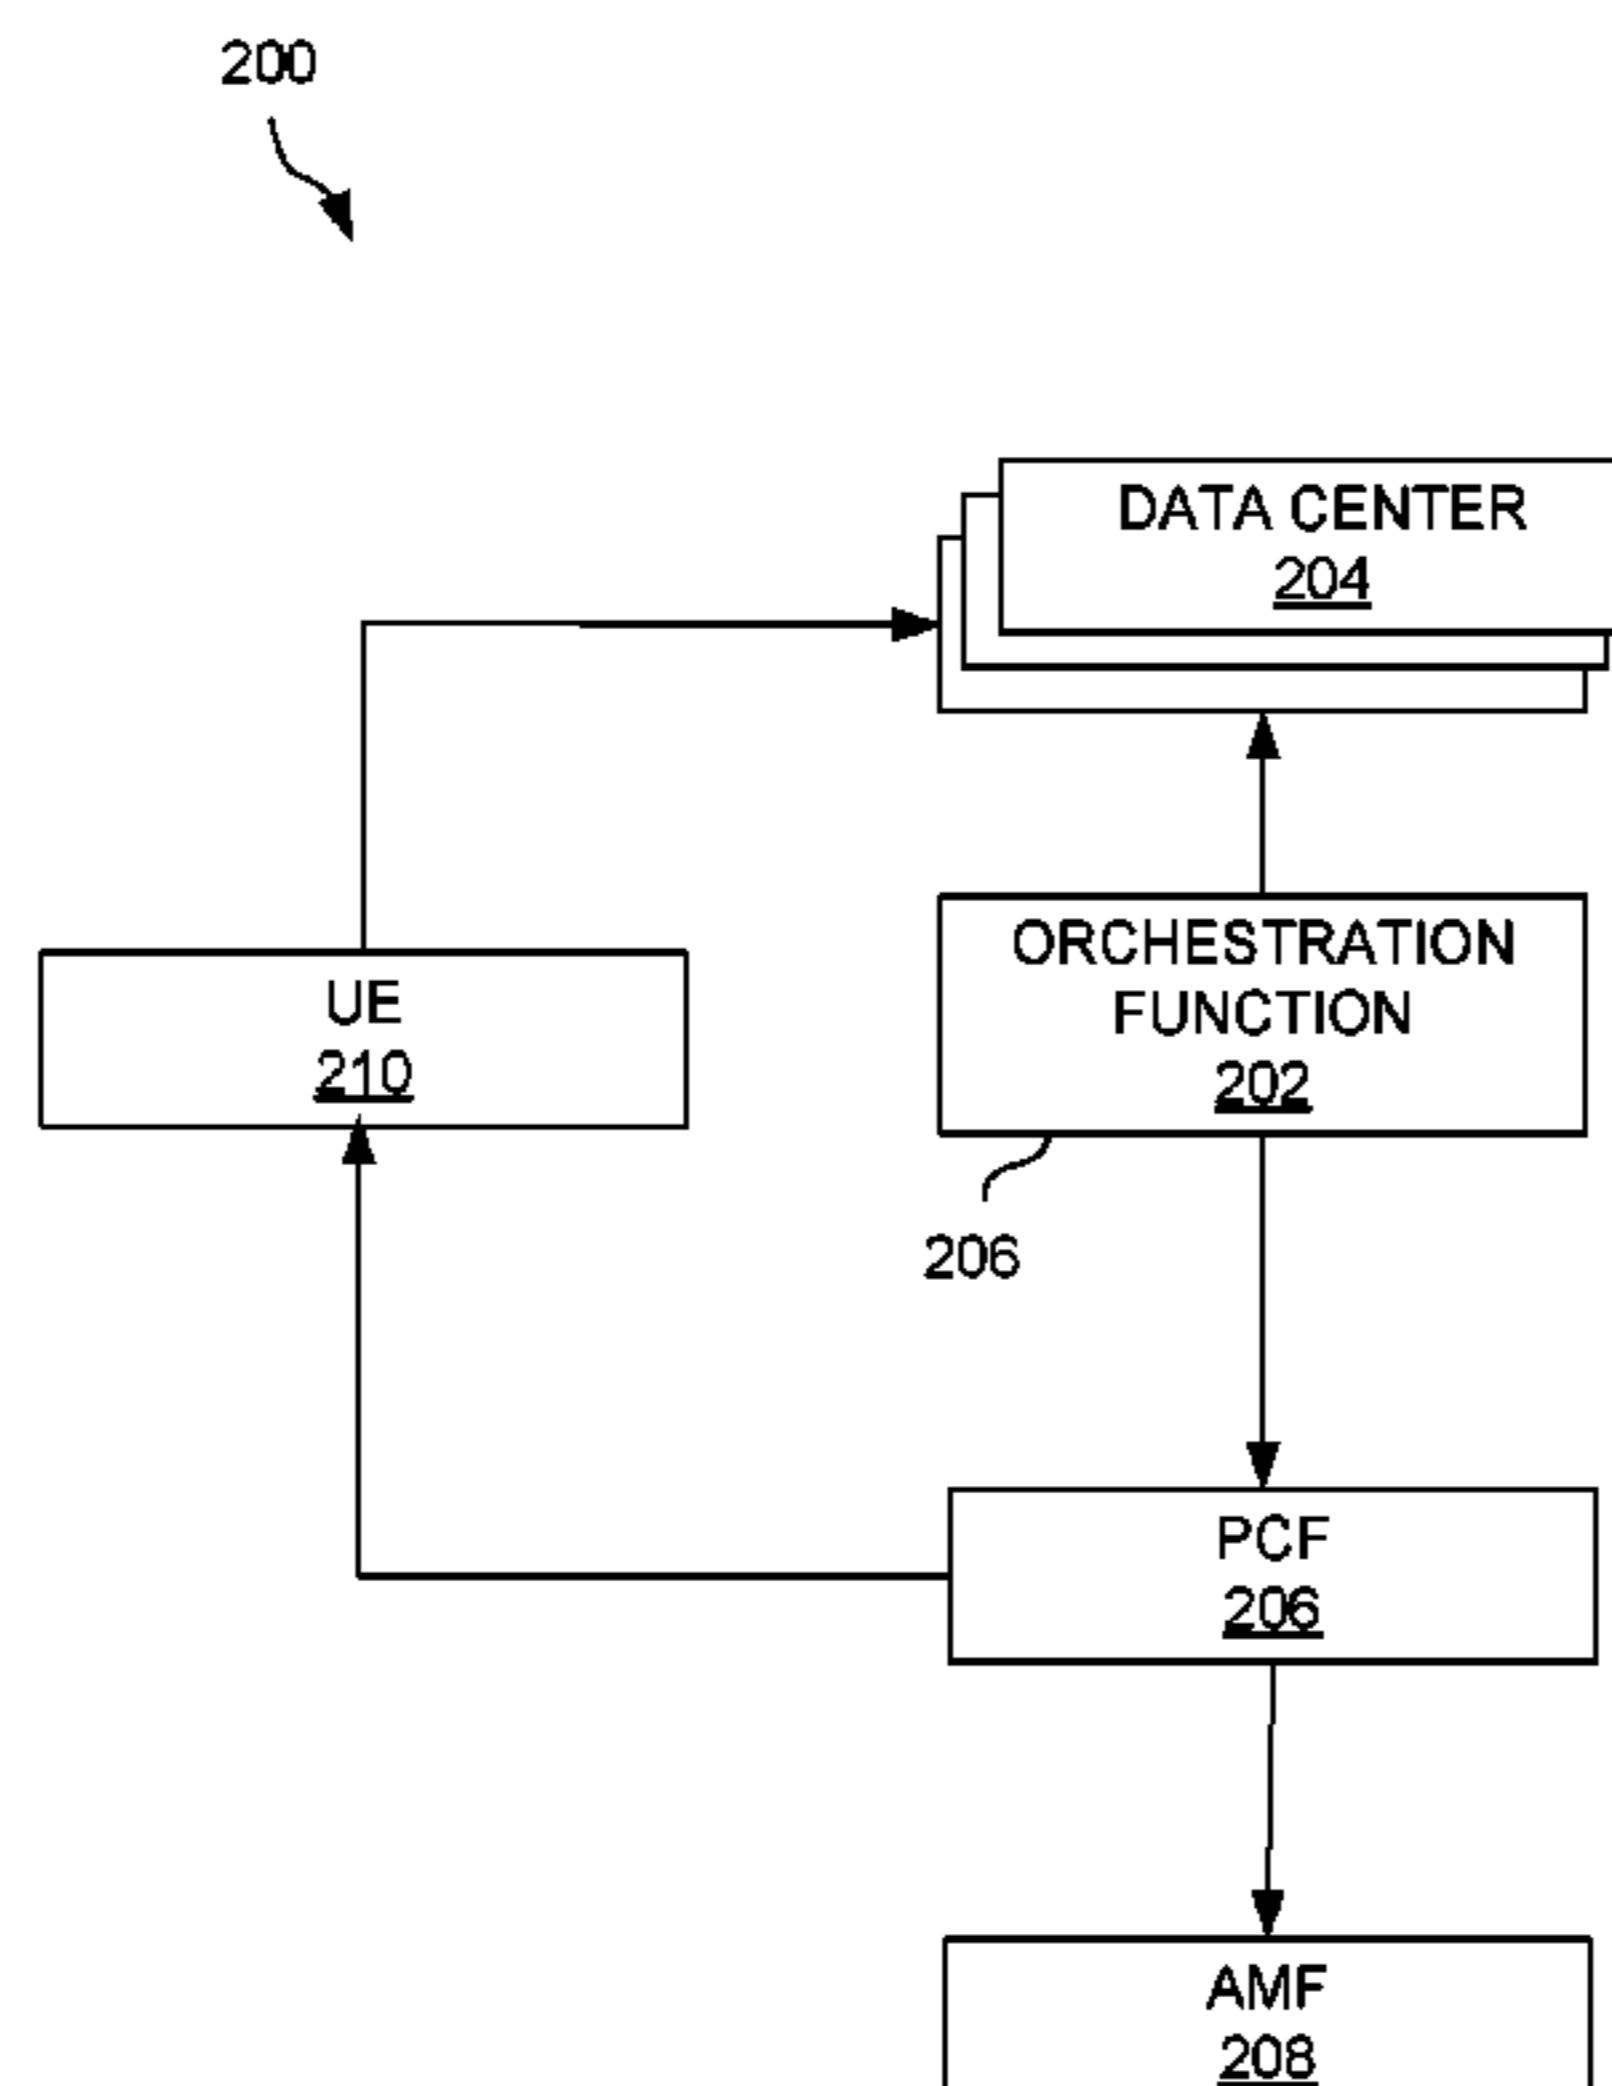 200
DATA CENTER
204
ORCHESTRATION
FUNCTION
202
UE
210
206
PCF
206
AMF
208